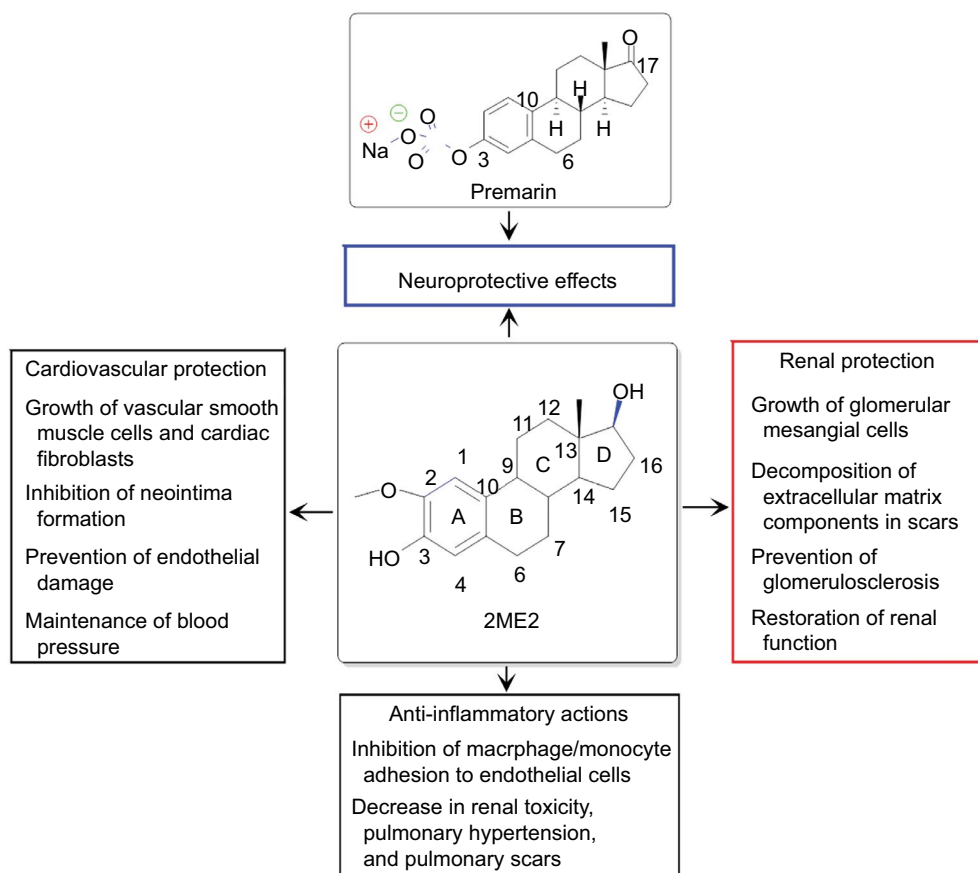 O
17
H
10
H
H
⊕
⊖
O
Na
O
O
O
3
6
Premarin
Neuroprotective effects
Cardiovascular protection
Growth of vascular smooth
muscle cells and cardiac
fibroblasts
Inhibition of neointima
formation
Prevention of endothelial
damage
Maintenance of blood
pressure
OH
12
11
13
D
16
1
9
C
2
10
14
O
A
B
15
3
7
HO
4
6
2ME2
Renal protection
Growth of glomerular
mesangial cells
Decomposition of
extracellular matrix
components in scars
Prevention of
glomerulosclerosis
Restoration of renal
function
Anti-inflammatory actions
Inhibition of macrphage/monocyte
adhesion to endothelial cells
Decrease in renal toxicity,
pulmonary hypertension,
and pulmonary scars